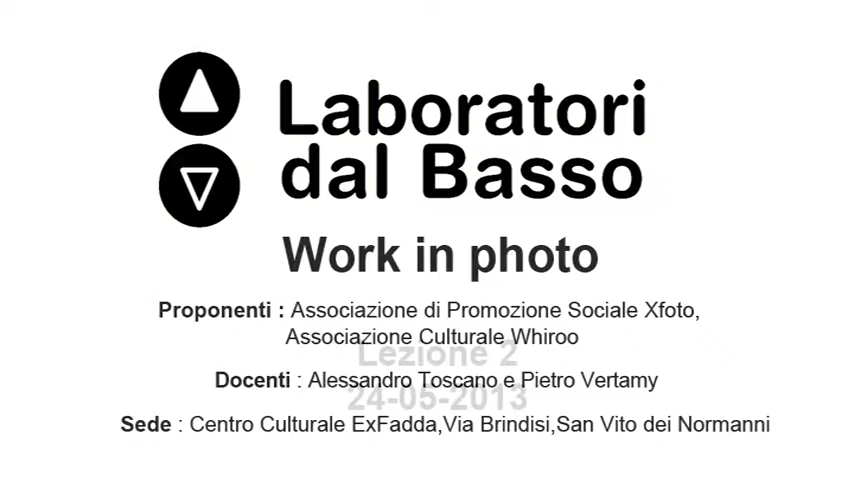 Laboratori
dal Basso
Work in photo
Proponenti : Associazione di Promozione Sociale Xfoto,
Associazione Culturale Whiroo
Lezione 2
Docenti : Alessandro Toscano e Pietro Vertamy
24-05-2013
Sede : Centro Culturale ExFadda,Via Brindisi,San Vito dei Normanni